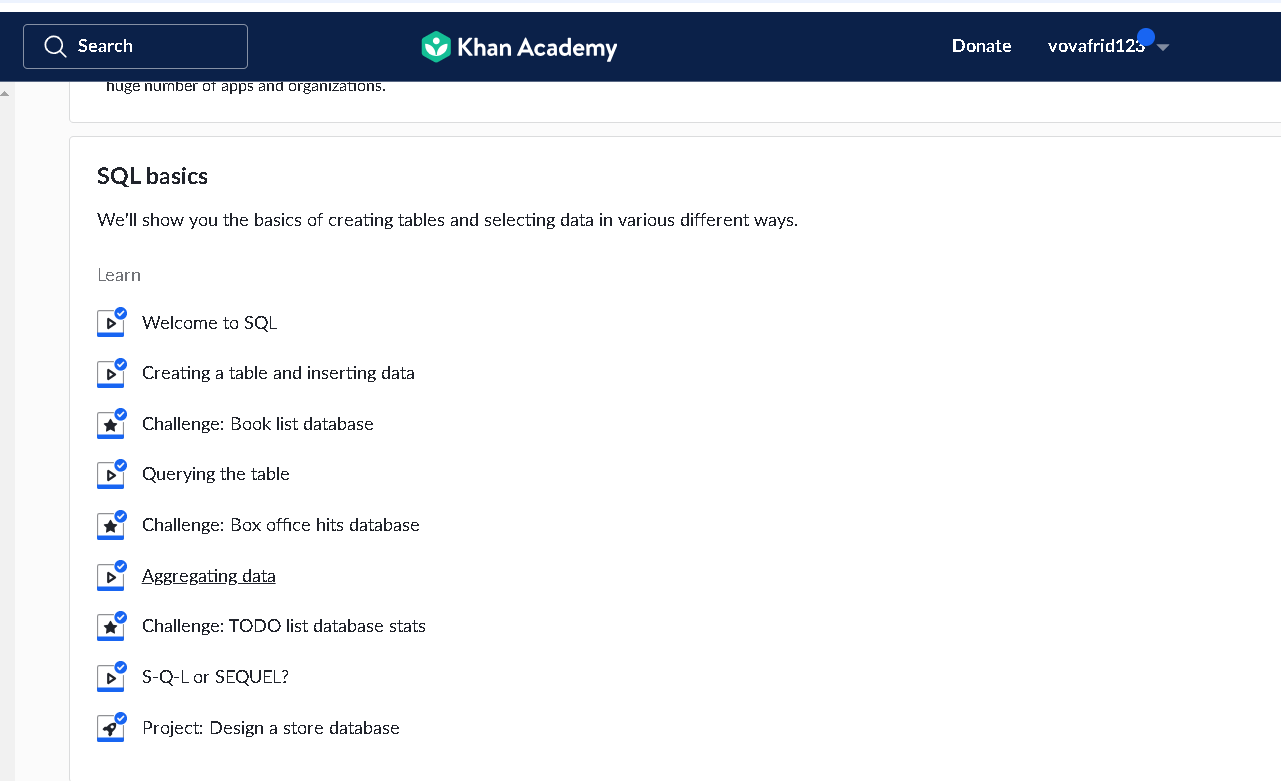 Search
Khan Academy
Donate
vovafrid123
huge number of apps and organizations.
SQL basics
We'll show you the basics of creating tables and selecting data in various different ways.
Learn
Welcome to SQL
Creating a table and inserting data
Challenge: Book list database
Querying the table
Challenge: Box office hits database
Aggregating data
Challenge: TODO list database stats
S-Q-L or SEQUEL?
Project: Design a store database